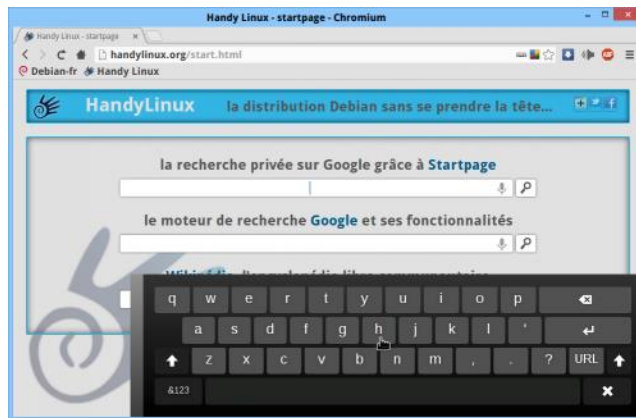 Handy Linux - startpage - Chromium
Handy Linux - startpage
handylinux.org/start.html
Debian-fr Handy Linux
HandyLinux la distribution Debian sans se prendre la tête...
la recherche privée sur Google grâce à Startpage
le moteur de recherche Google et ses fonctionnalités
q w e r t y u i o p
a s d f g h j k l '
z x c v b n m , . ? URL
&123